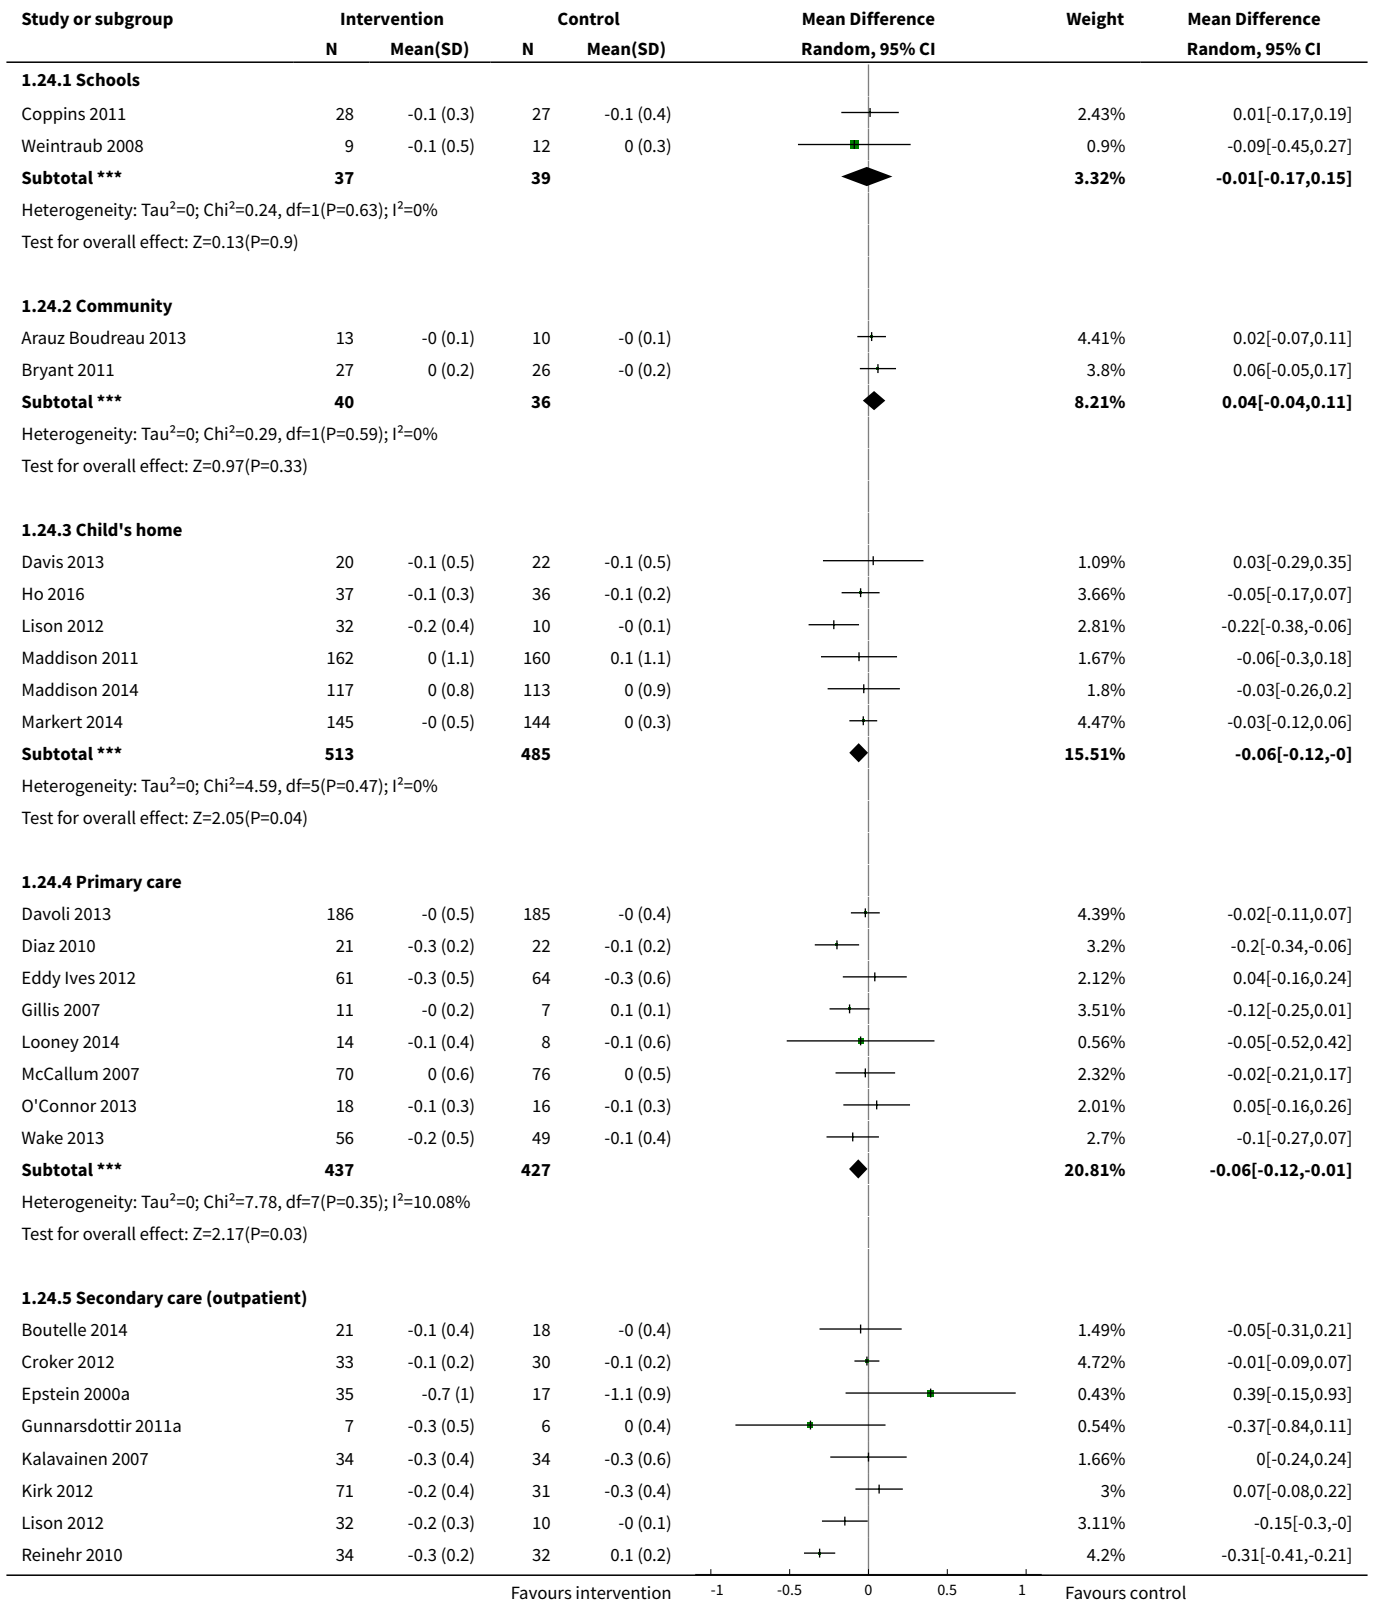 Study or subgroup Intervention Control Mean Difference Weight Mean Difference
N Mean(SD) N Mean(SD) Random, 95% CI Random, 95% CI
1.24.1 Schools
Coppins 2011 28 -0.1 (0.3) 27 -0.1 (0.4) 2.43% 0.01[-0.17,0.19]
Weintraub 2008 9 -0.1 (0.5) 12 0 (0.3) 0.9% -0.09[-0.45,0.27]
Subtotal *** 37 39 3.32% -0.01[-0.17,0.15]
Heterogeneity: Tau²=0; Chi²=0.24, df=1(P=0.63); I²=0%
Test for overall effect: Z=0.13(P=0.9)
1.24.2 Community
Arauz Boudreau 2013 13 -0 (0.1) 10 -0 (0.1) 4.41% 0.02[-0.07,0.11]
Bryant 2011 27 0 (0.2) 26 -0 (0.2) 3.8% 0.06[-0.05,0.17]
Subtotal *** 40 36 8.21% 0.04[-0.04,0.11]
Heterogeneity: Tau²=0; Chi²=0.29, df=1(P=0.59); I²=0%
Test for overall effect: Z=0.97(P=0.33)
1.24.3 Child's home
Davis 2013 20 -0.1 (0.5) 22 -0.1 (0.5) 1.09% 0.03[-0.29,0.35]
Ho 2016 37 -0.1 (0.3) 36 -0.1 (0.2) 3.66% -0.05[-0.17,0.07]
Lison 2012 32 -0.2 (0.4) 10 -0 (0.1) 2.81% -0.22[-0.38,-0.06]
Maddison 2011 162 0 (1.1) 160 0.1 (1.1) 1.67% -0.06[-0.3,0.18]
Maddison 2014 117 0 (0.8) 113 0 (0.9) 1.8% -0.03[-0.26,0.2]
Markert 2014 145 -0 (0.5) 144 0 (0.3) 4.47% -0.03[-0.12,0.06]
Subtotal *** 513 485 15.51% -0.06[-0.12,-0]
Heterogeneity: Tau²=0; Chi²=4.59, df=5(P=0.47); I²=0%
Test for overall effect: Z=2.05(P=0.04)
1.24.4 Primary care
Davoli 2013 186 -0 (0.5) 185 -0 (0.4) 4.39% -0.02[-0.11,0.07]
Diaz 2010 21 -0.3 (0.2) 22 -0.1 (0.2) 3.2% -0.2[-0.34,-0.06]
Eddy Ives 2012 61 -0.3 (0.5) 64 -0.3 (0.6) 2.12% 0.04[-0.16,0.24]
Gillis 2007 11 -0 (0.2) 7 0.1 (0.1) 3.51% -0.12[-0.25,0.01]
Looney 2014 14 -0.1 (0.4) 8 -0.1 (0.6) 0.56% -0.05[-0.52,0.42]
McCallum 2007 70 0 (0.6) 76 0 (0.5) 2.32% -0.02[-0.21,0.17]
O'Connor 2013 18 -0.1 (0.3) 16 -0.1 (0.3) 2.01% 0.05[-0.16,0.26]
Wake 2013 56 -0.2 (0.5) 49 -0.1 (0.4) 2.7% -0.1[-0.27,0.07]
Subtotal *** 437 427 20.81% -0.06[-0.12,-0.01]
Heterogeneity: Tau²=0; Chi²=7.78, df=7(P=0.35); I²=10.08%
Test for overall effect: Z=2.17(P=0.03)
1.24.5 Secondary care (outpatient)
Boutelle 2014 21 -0.1 (0.4) 18 -0 (0.4) 1.49% -0.05[-0.31,0.21]
Croker 2012 33 -0.1 (0.2) 30 -0.1 (0.2) 4.72% -0.01[-0.09,0.07]
Epstein 2000a 35 -0.7 (1) 17 -1.1 (0.9) 0.43% 0.39[-0.15,0.93]
Gunnarsdottir 2011a 7 -0.3 (0.5) 6 0 (0.4) 0.54% -0.37[-0.84,0.11]
Kalavainen 2007 34 -0.3 (0.4) 34 -0.3 (0.6) 1.66% 0[-0.24,0.24]
Kirk 2012 71 -0.2 (0.4) 31 -0.3 (0.4) 3% 0.07[-0.08,0.22]
Lison 2012 32 -0.2 (0.3) 10 -0 (0.1) 3.11% -0.15[-0.3,-0]
Reinehr 2010 34 -0.3 (0.2) 32 0.1 (0.2) 4.2% -0.31[-0.41,-0.21]
Favours intervention -1 -0.5 0 0.5 1 Favours control